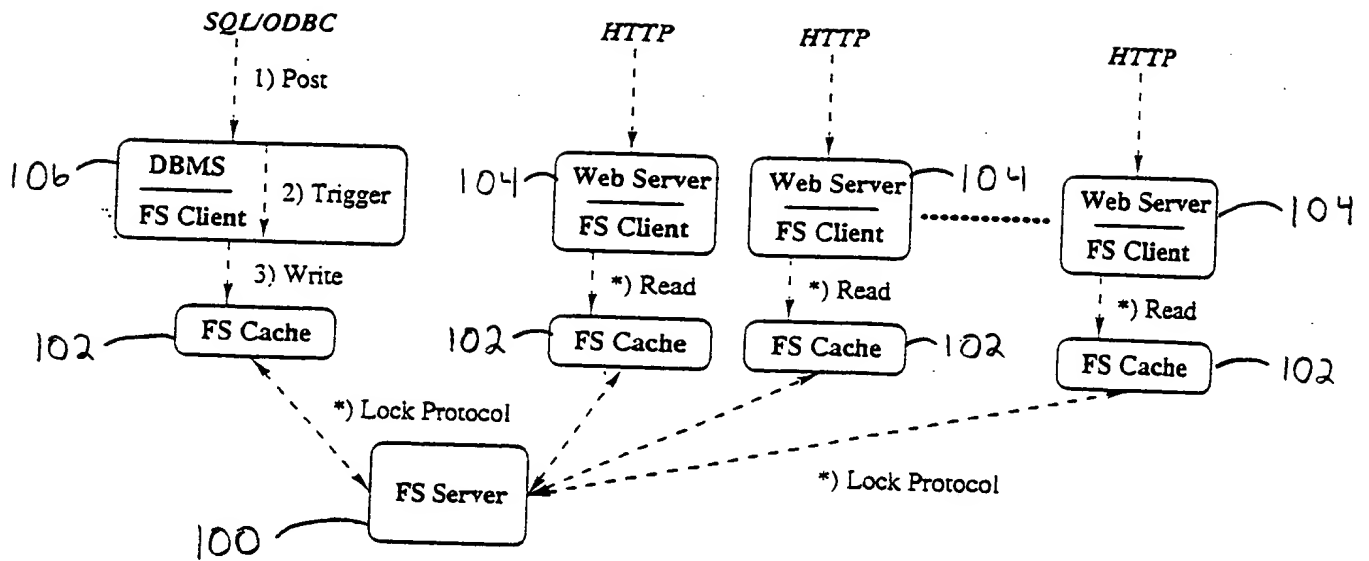 SQL/ODBC
HTTP
HTTP
HTTP
1) Post
106
DBMS
FS Client
2) Trigger
104
Web Server
FS Client
Web Server
FS Client
104
Web Server
FS Client
104
3) Write
*) Read
*) Read
*) Read
102
FS Cache
102
FS Cache
FS Cache
102
FS Cache
102
*) Lock Protocol
FS Server
*) Lock Protocol
100